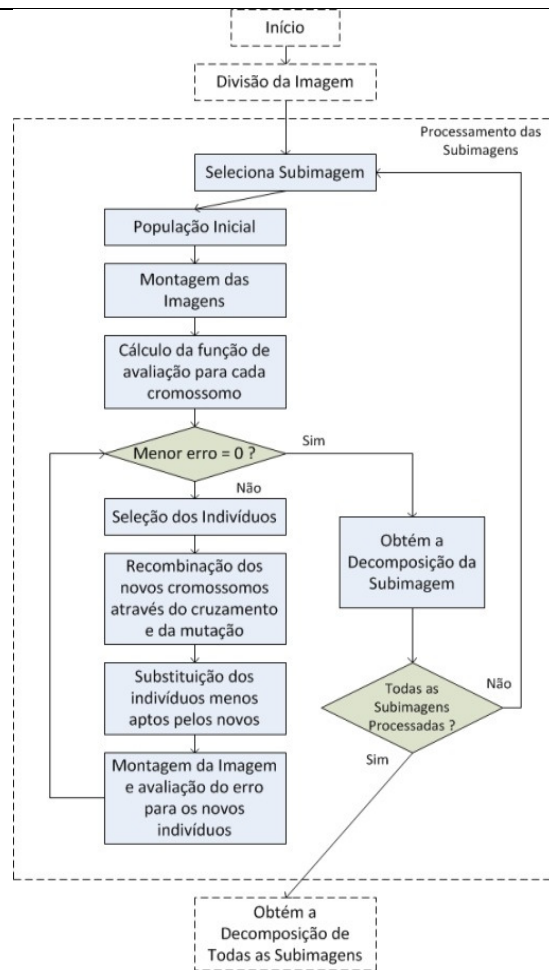 Início
Divisão da Imagem
Processamento das
Subimagens
Seleciona Subimagem
População Inicial
Montagem das
Imagens
Cálculo da função de
avaliação para cada
cromossomo
Menor erro = 0 ?
Sim
Não
Seleção dos Indivíduos
Recombinação dos
novos cromossomos
através do cruzamento
e da mutação
Substituição dos
indivíduos menos
aptos pelos novos
Montagem da Imagem
e avaliação do erro
para os novos
indivíduos
Obtém a
Decomposição da
Subimagem
Todas as
Subimagens
Processadas ?
Não
Sim
Obtém a
Decomposição de
Todas as Subimagens